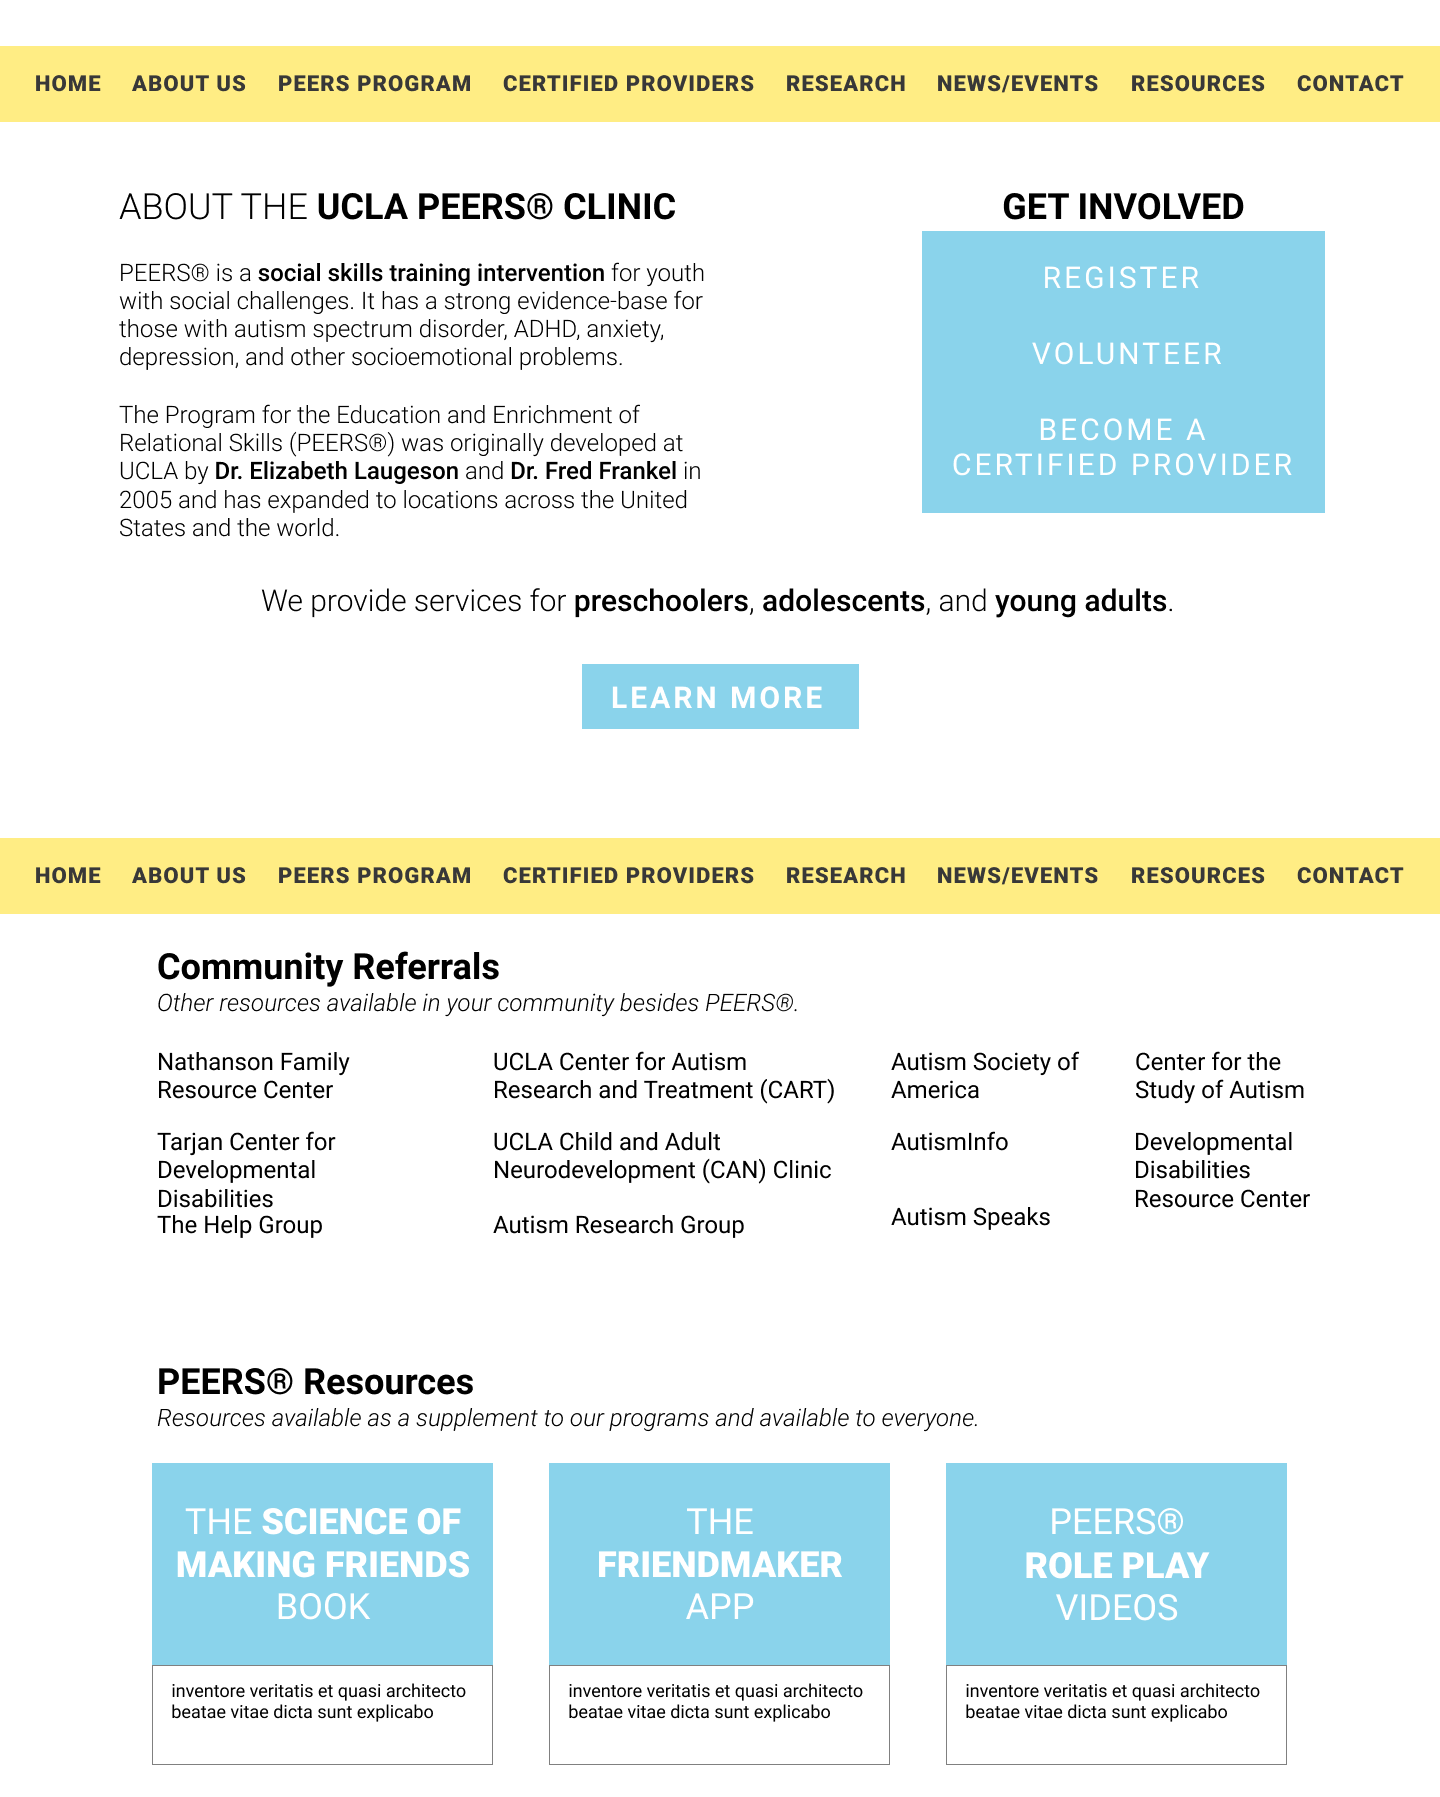 HOME ABOUT US PEERS PROGRAM CERTIFIED PROVIDERS RESEARCH NEWS/EVENTS RESOURCES CONTACT
ABOUT THE UCLA PEERS® CLINIC
PEERS® is a social skills training intervention for youth
with social challenges. It has a strong evidence-base for
those with autism spectrum disorder, ADHD, anxiety,
depression, and other socioemotional problems.
The Program for the Education and Enrichment of
Relational Skills (PEERS®) was originally developed at
UCLA by Dr. Elizabeth Laugeson and Dr. Fred Frankel in
2005 and has expanded to locations across the United
States and the world.
GET INVOLVED
REGISTER
VOLUNTEER
BECOME A
CERTIFIED PROVIDER
We provide services for preschoolers, adolescents, and young adults.
LEARN MORE
HOME ABOUT US PEERS PROGRAM CERTIFIED PROVIDERS RESEARCH NEWS/EVENTS RESOURCES CONTACT
Community Referrals
Other resources available in your community besides PEERS®.
Nathanson Family
Resource Center
Tarjan Center for
Developmental
Disabilities
The Help Group
UCLA Center for Autism
Research and Treatment (CART)
UCLA Child and Adult
Neurodevelopment (CAN) Clinic
Autism Research Group
Autism Society of
America
AutismInfo
Autism Speaks
Center for the
Study of Autism
Developmental
Disabilities
Resource Center
PEERS® Resources
Resources available as a supplement to our programs and available to everyone.
THE SCIENCE OF
MAKING FRIENDS
BOOK
inventore veritatis et quasi architecto
beatae vitae dicta sunt explicabo
THE
FRIENDMAKER
APP
inventore veritatis et quasi architecto
beatae vitae dicta sunt explicabo
PEERS®
ROLE PLAY
VIDEOS
inventore veritatis et quasi architecto
beatae vitae dicta sunt explicabo